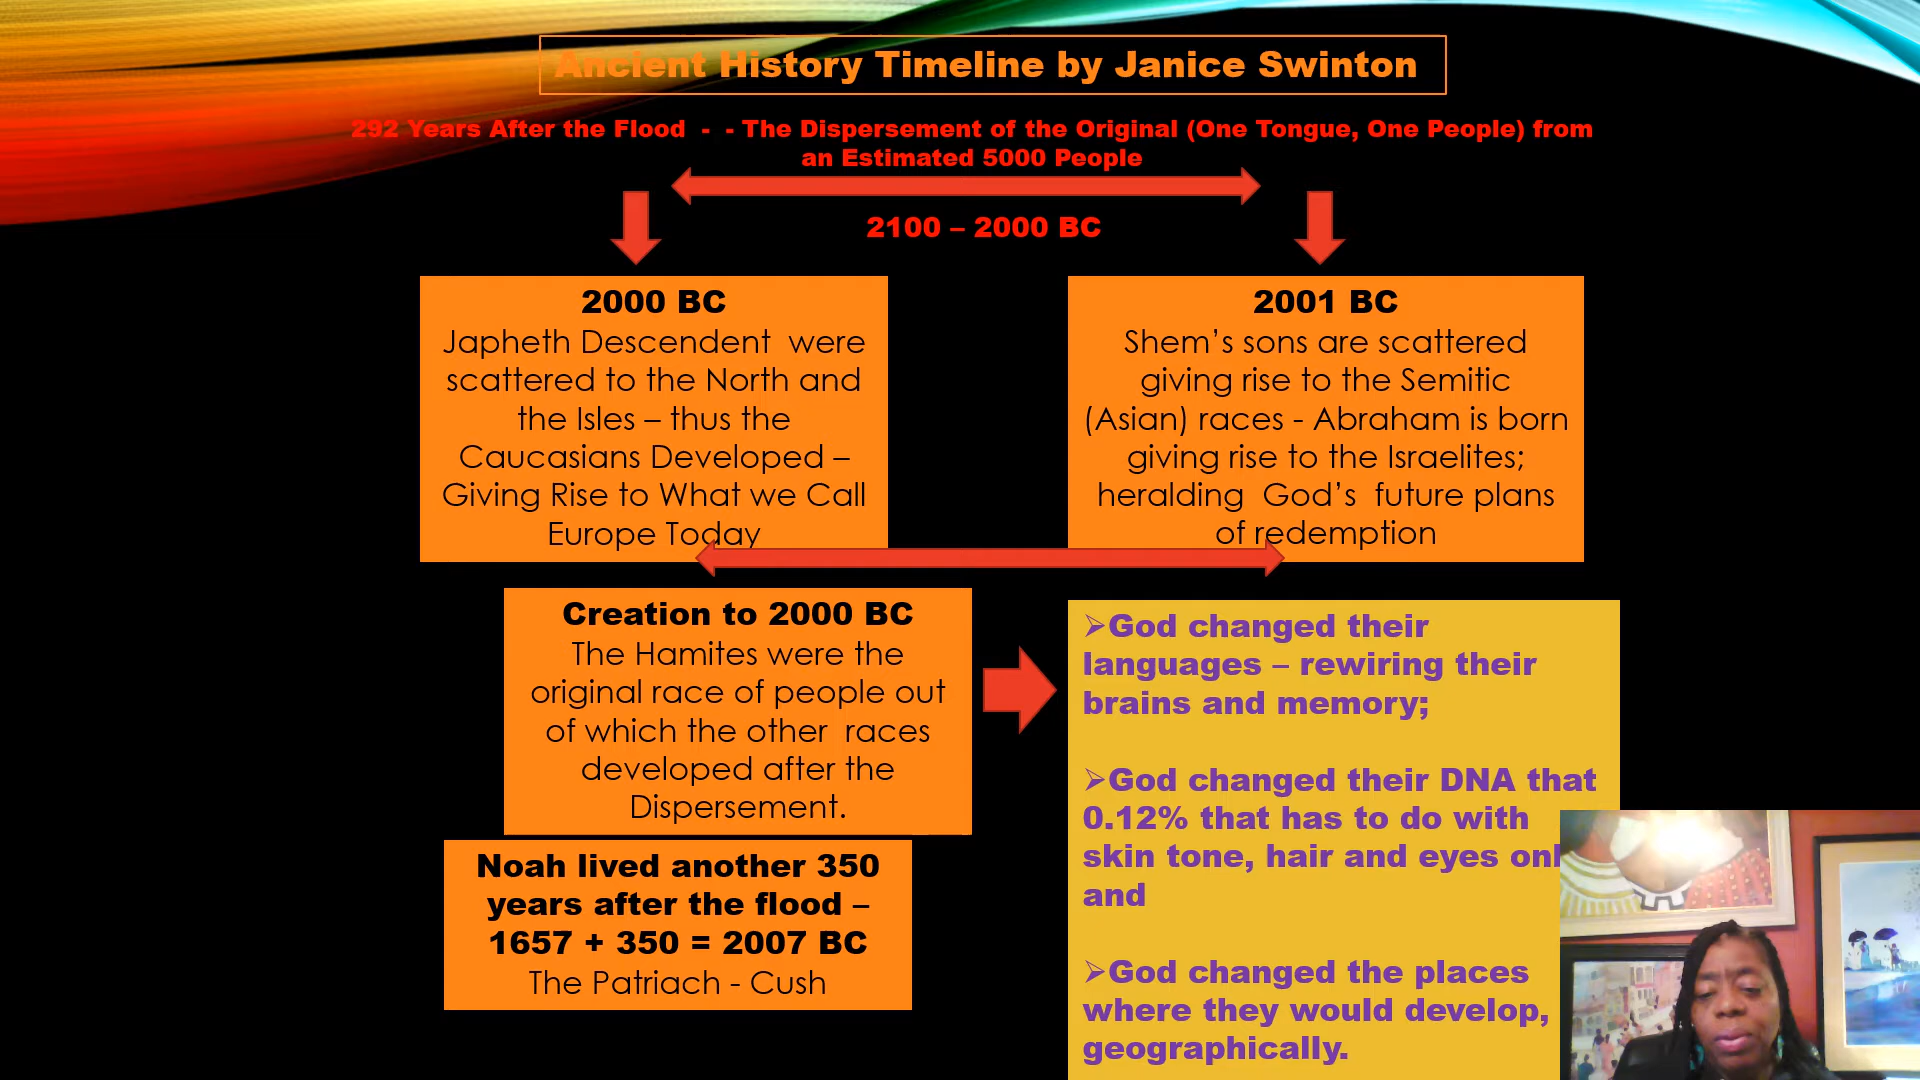 Ancient History Timeline by Janice Swinton
292 Years After the Flood - - The Dispersement of the Original (One Tongue, One People) from
an Estimated 5000 People
2100 – 2000 BC
2000 BC
Japheth Descendent were
scattered to the North and
the Isles – thus the
Caucasians Developed –
Giving Rise to What we Call
Europe Today
2001 BC
Shem's sons are scattered
giving rise to the Semitic
(Asian) races - Abraham is born
giving rise to the Israelites;
heralding God's future plans
of redemption
Creation to 2000 BC
The Hamites were the
original race of people out
of which the other races
developed after the
Dispersement.
Noah lived another 350
years after the flood –
1657 + 350 = 2007 BC
The Patriach - Cush
➢God changed their
languages – rewiring their
brains and memory;
➢God changed their DNA that
0.12% that has to do with
skin tone, hair and eyes
and
➢God changed the places
where they would develop,
geographically.